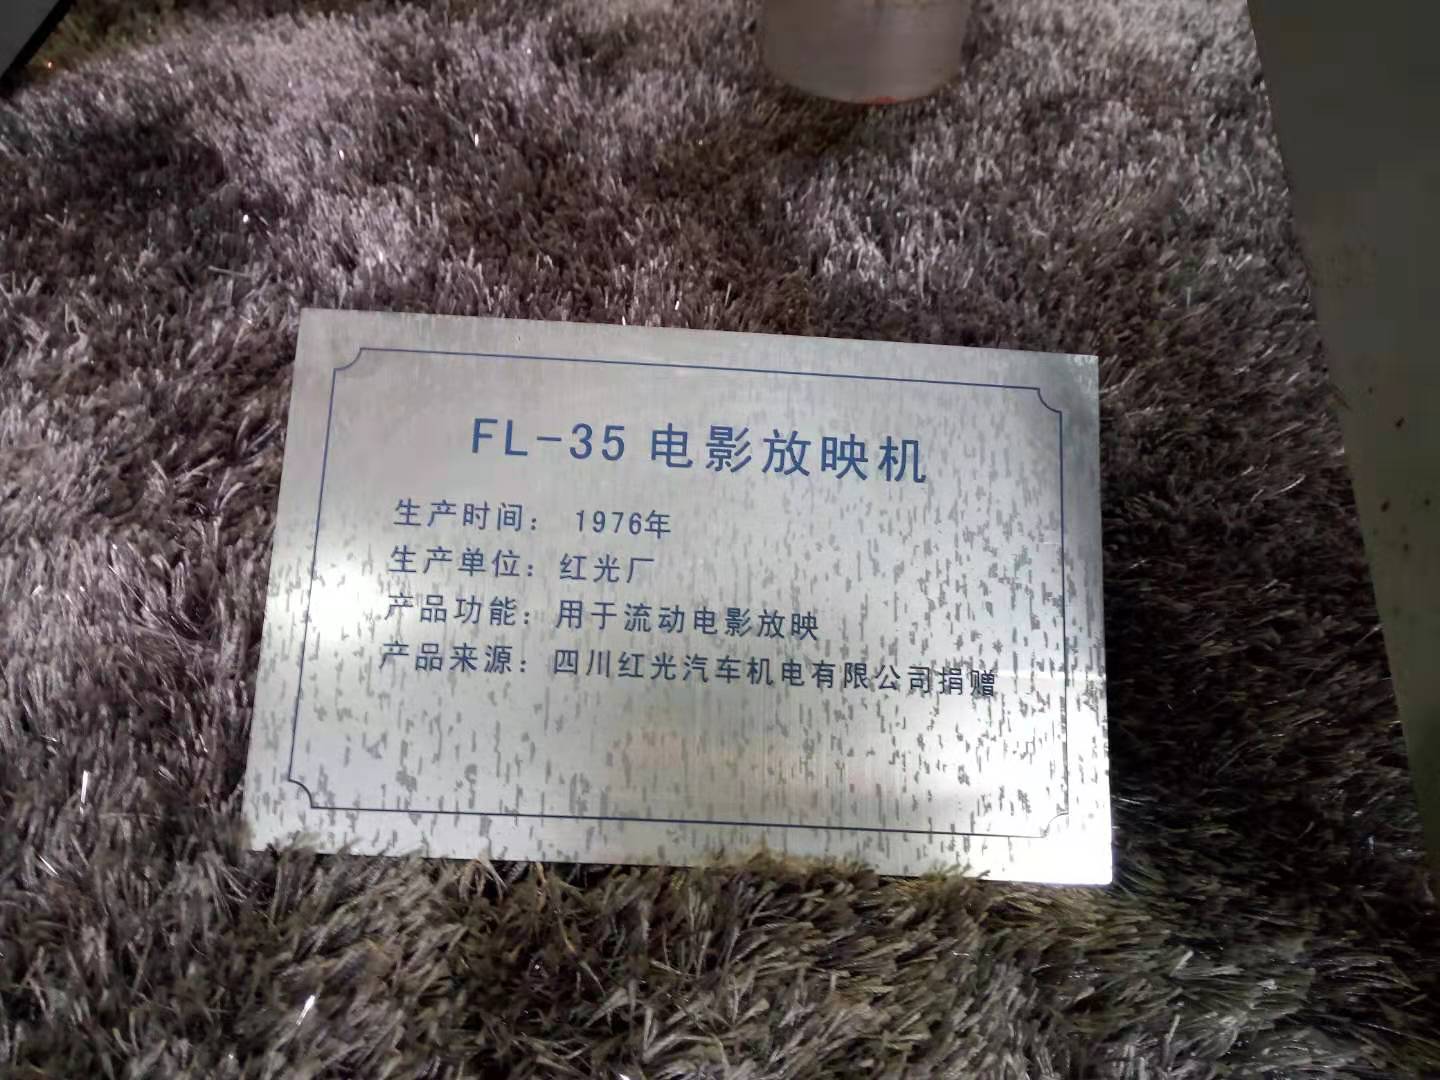 FL-35 电影放映机
生产时间： 1976年
生产单位：红光厂
产品功能：用于流动电影放映
产品来源：四川红光汽车机电有限公司捐赠